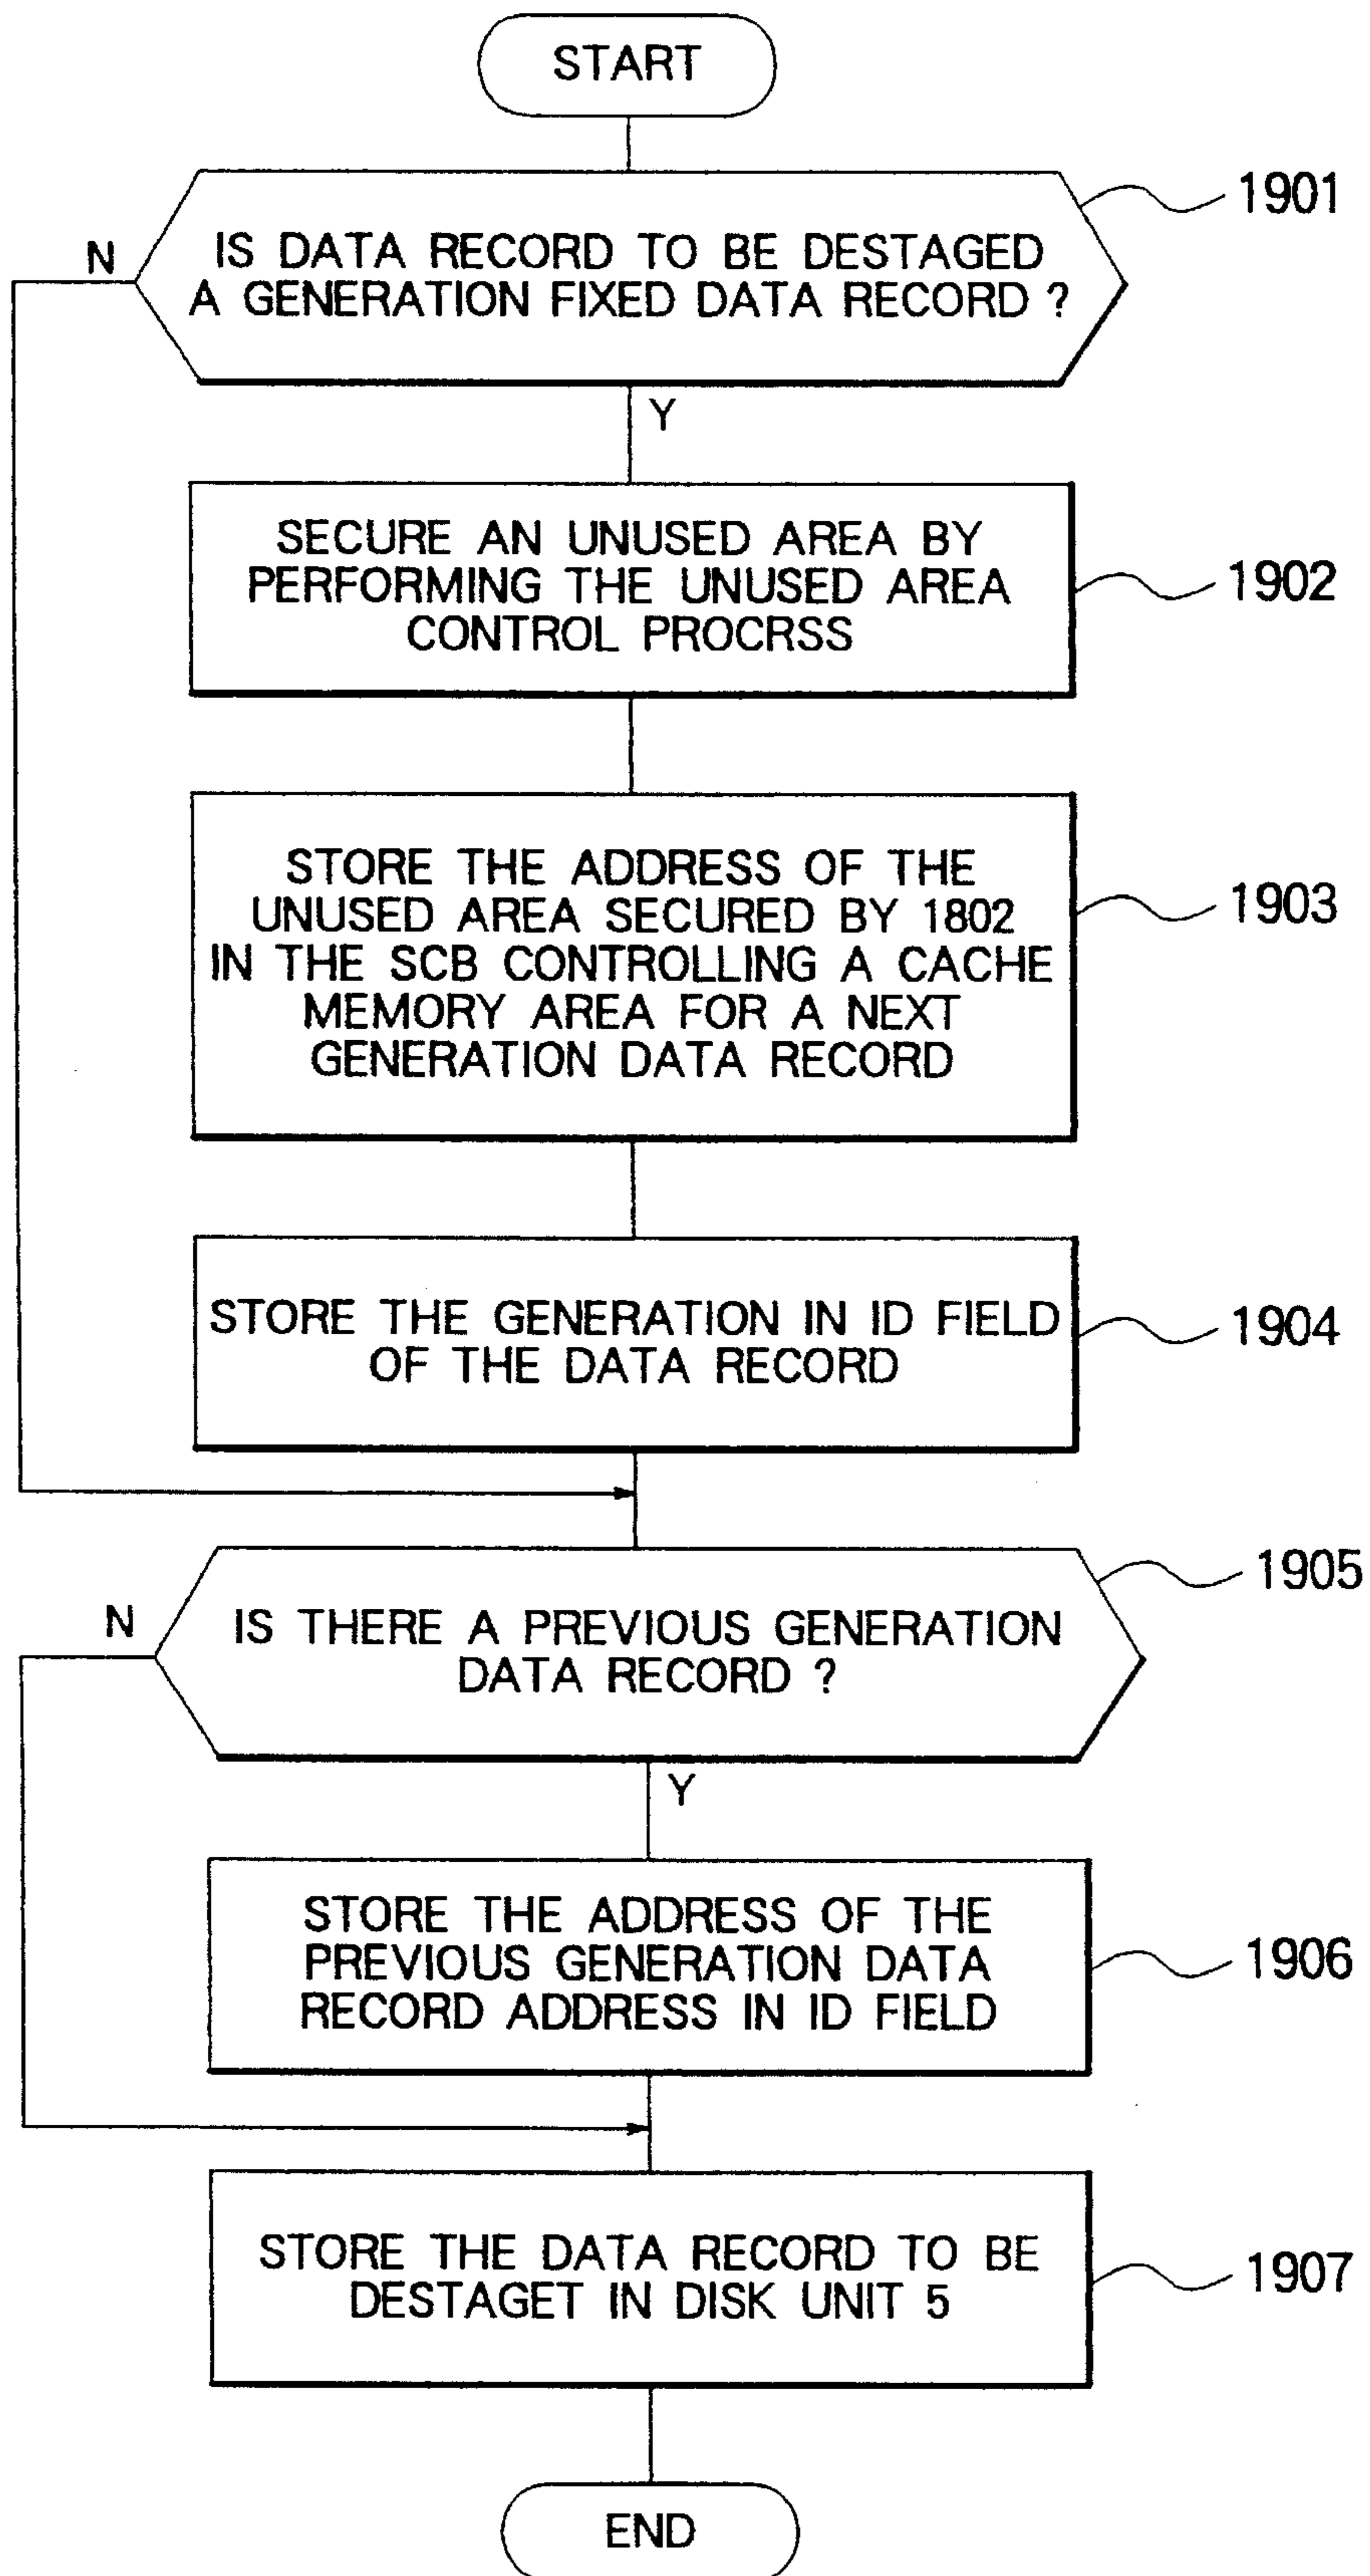 START
1901
N
IS DATA RECORD TO BE DESTAGED
A GENERATION FIXED DATA RECORD ?
Y
SECURE AN UNUSED AREA BY
PERFORMING THE UNUSED AREA
CONTROL PROCRSS
1902
STORE THE ADDRESS OF THE
UNUSED AREA SECURED BY 1802
IN THE SCB CONTROLLING A CACHE
MEMORY AREA FOR A NEXT
GENERATION DATA RECORD
1903
STORE THE GENERATION IN ID FIELD
OF THE DATA RECORD
1904
1905
N
IS THERE A PREVIOUS GENERATION
DATA RECORD ?
Y
STORE THE ADDRESS OF THE
PREVIOUS GENERATION DATA
RECORD ADDRESS IN ID FIELD
1906
STORE THE DATA RECORD TO BE
DESTAGET IN DISK UNIT 5
1907
END